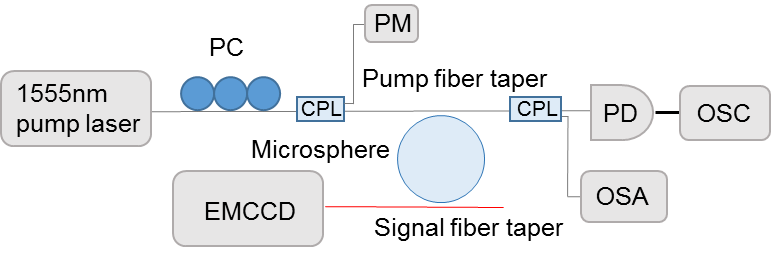 PM
PC
Pump fiber taper
1555nm
pump laser
CPL
CPL
PD
OSC
Microsphere
EMCCD
OSA
Signal fiber taper